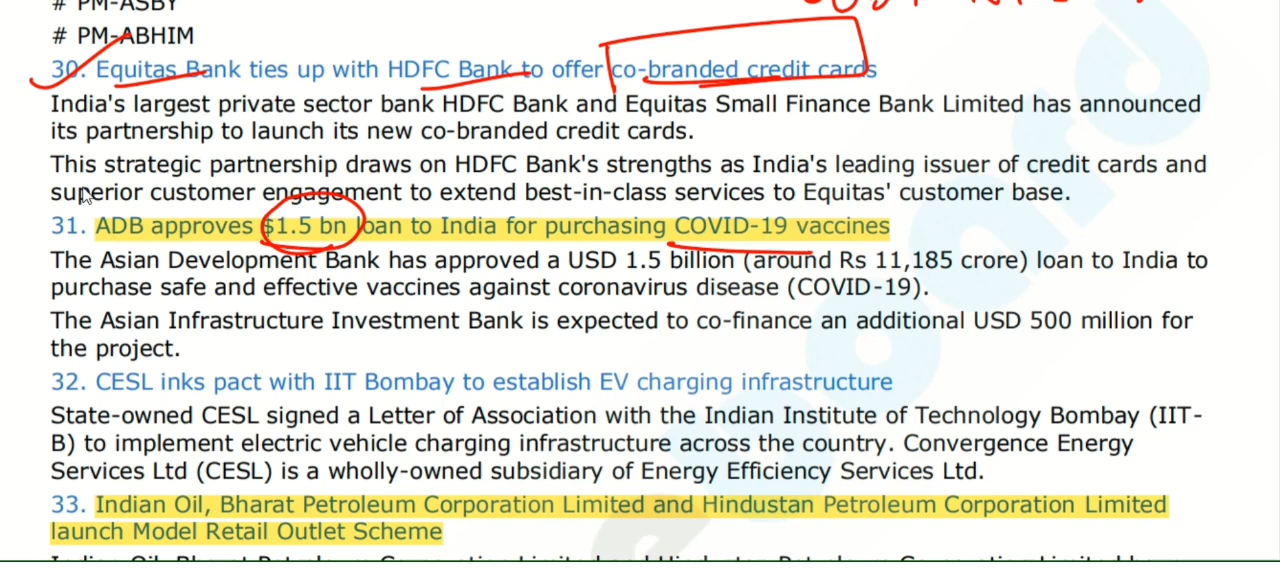 # PM-ASBY
# PM-ABHIM
30. Equitas Bank ties up with HDFC Bank to offer co-branded credit cards
India's largest private sector bank HDFC Bank and Equitas Small Finance Bank Limited has announced
its partnership to launch its new co-branded credit cards.
This strategic partnership draws on HDFC Bank's strengths as India's leading issuer of credit cards and
superior customer engagement to extend best-in-class services to Equitas' customer base.
31. ADB approves $1.5 bn loan to India for purchasing COVID-19 vaccines
The Asian Development Bank has approved a USD 1.5 billion (around Rs 11,185 crore) loan to India to
purchase safe and effective vaccines against coronavirus disease (COVID-19).
The Asian Infrastructure Investment Bank is expected to co-finance an additional USD 500 million for
the project.
32. CESL inks pact with IIT Bombay to establish EV charging infrastructure
State-owned CESL signed a Letter of Association with the Indian Institute of Technology Bombay (IIT-
B) to implement electric vehicle charging infrastructure across the country. Convergence Energy
Services Ltd (CESL) is a wholly-owned subsidiary of Energy Efficiency Services Ltd.
33. Indian Oil, Bharat Petroleum Corporation Limited and Hindustan Petroleum Corporation Limited
launch Model Retail Outlet Scheme